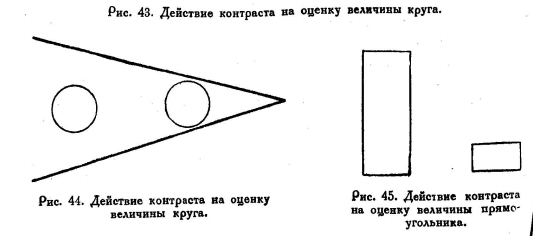 Рис. 43. Действие контраста на оценку величины круга.
Рис. 44. Действие контраста на оценку
величины круга.
Рис. 45. Действие контраста
на оценку величины прямо-
угольника.